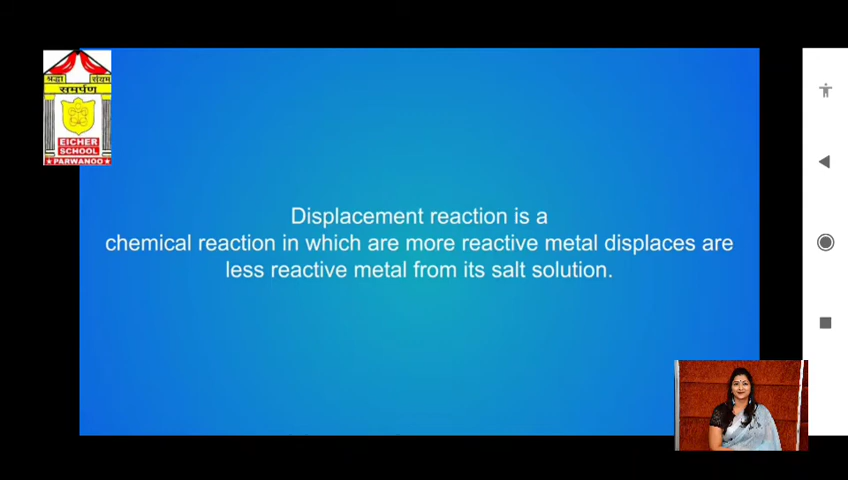 श्रद्धा संयम
समर्पण
EICHER
SCHOOL
★ PARWANOO ★
Displacement reaction is a
chemical reaction in which are more reactive metal displaces are
less reactive metal from its salt solution.